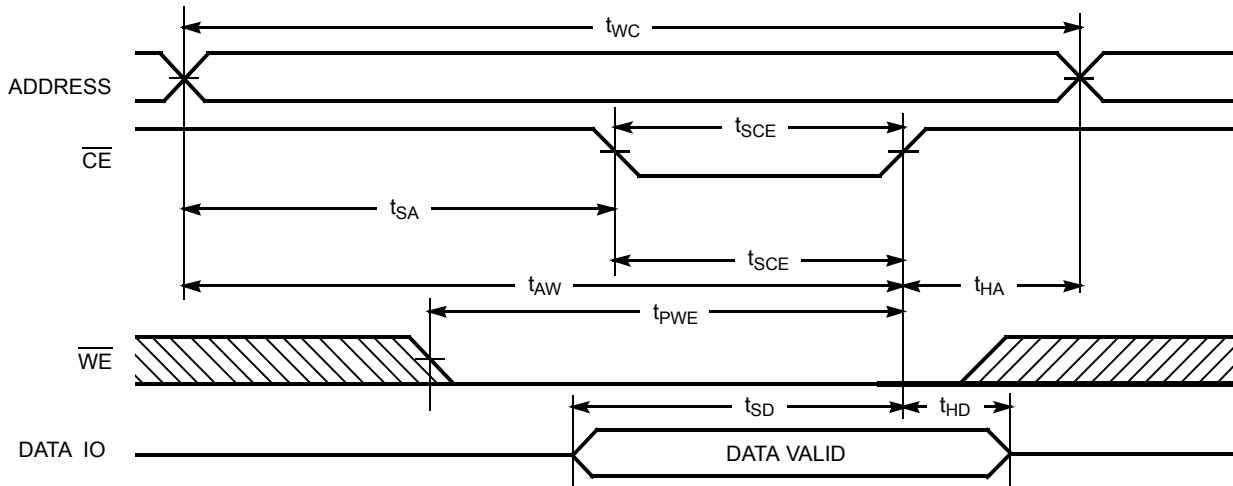 tWC
ADDRESS
tSCE
CE
tSA
tSCE
tAW
tHA
tPWE
WE
tSD
tHD
DATA IO
DATA VALID